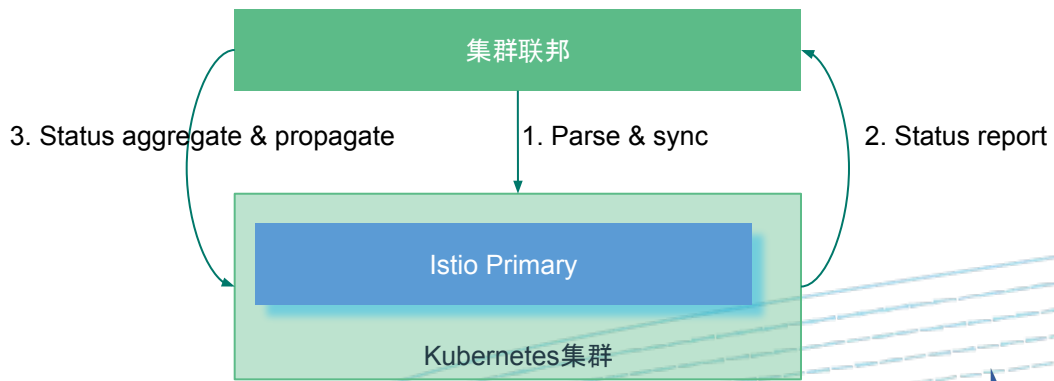 集群联邦
3. Status aggregate & propagate
1. Parse & sync
2. Status report
Istio Primary
Kubernetes集群